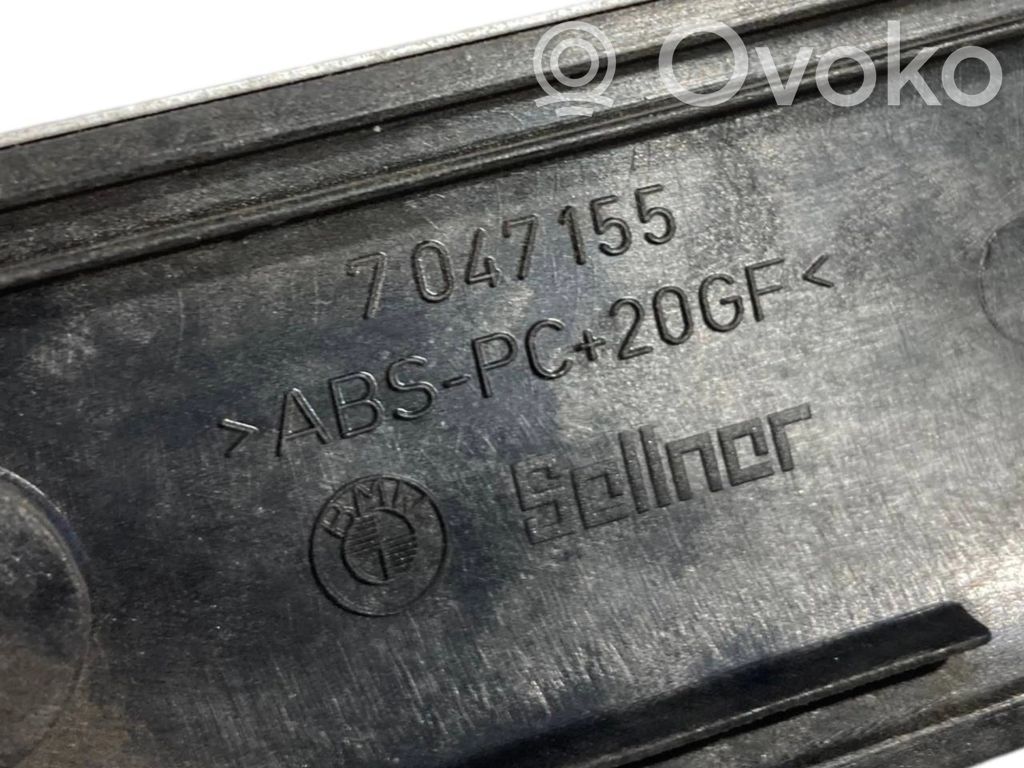 R Ovoko
7047155
>ABS-PC+20GF<
BMW
Sellner